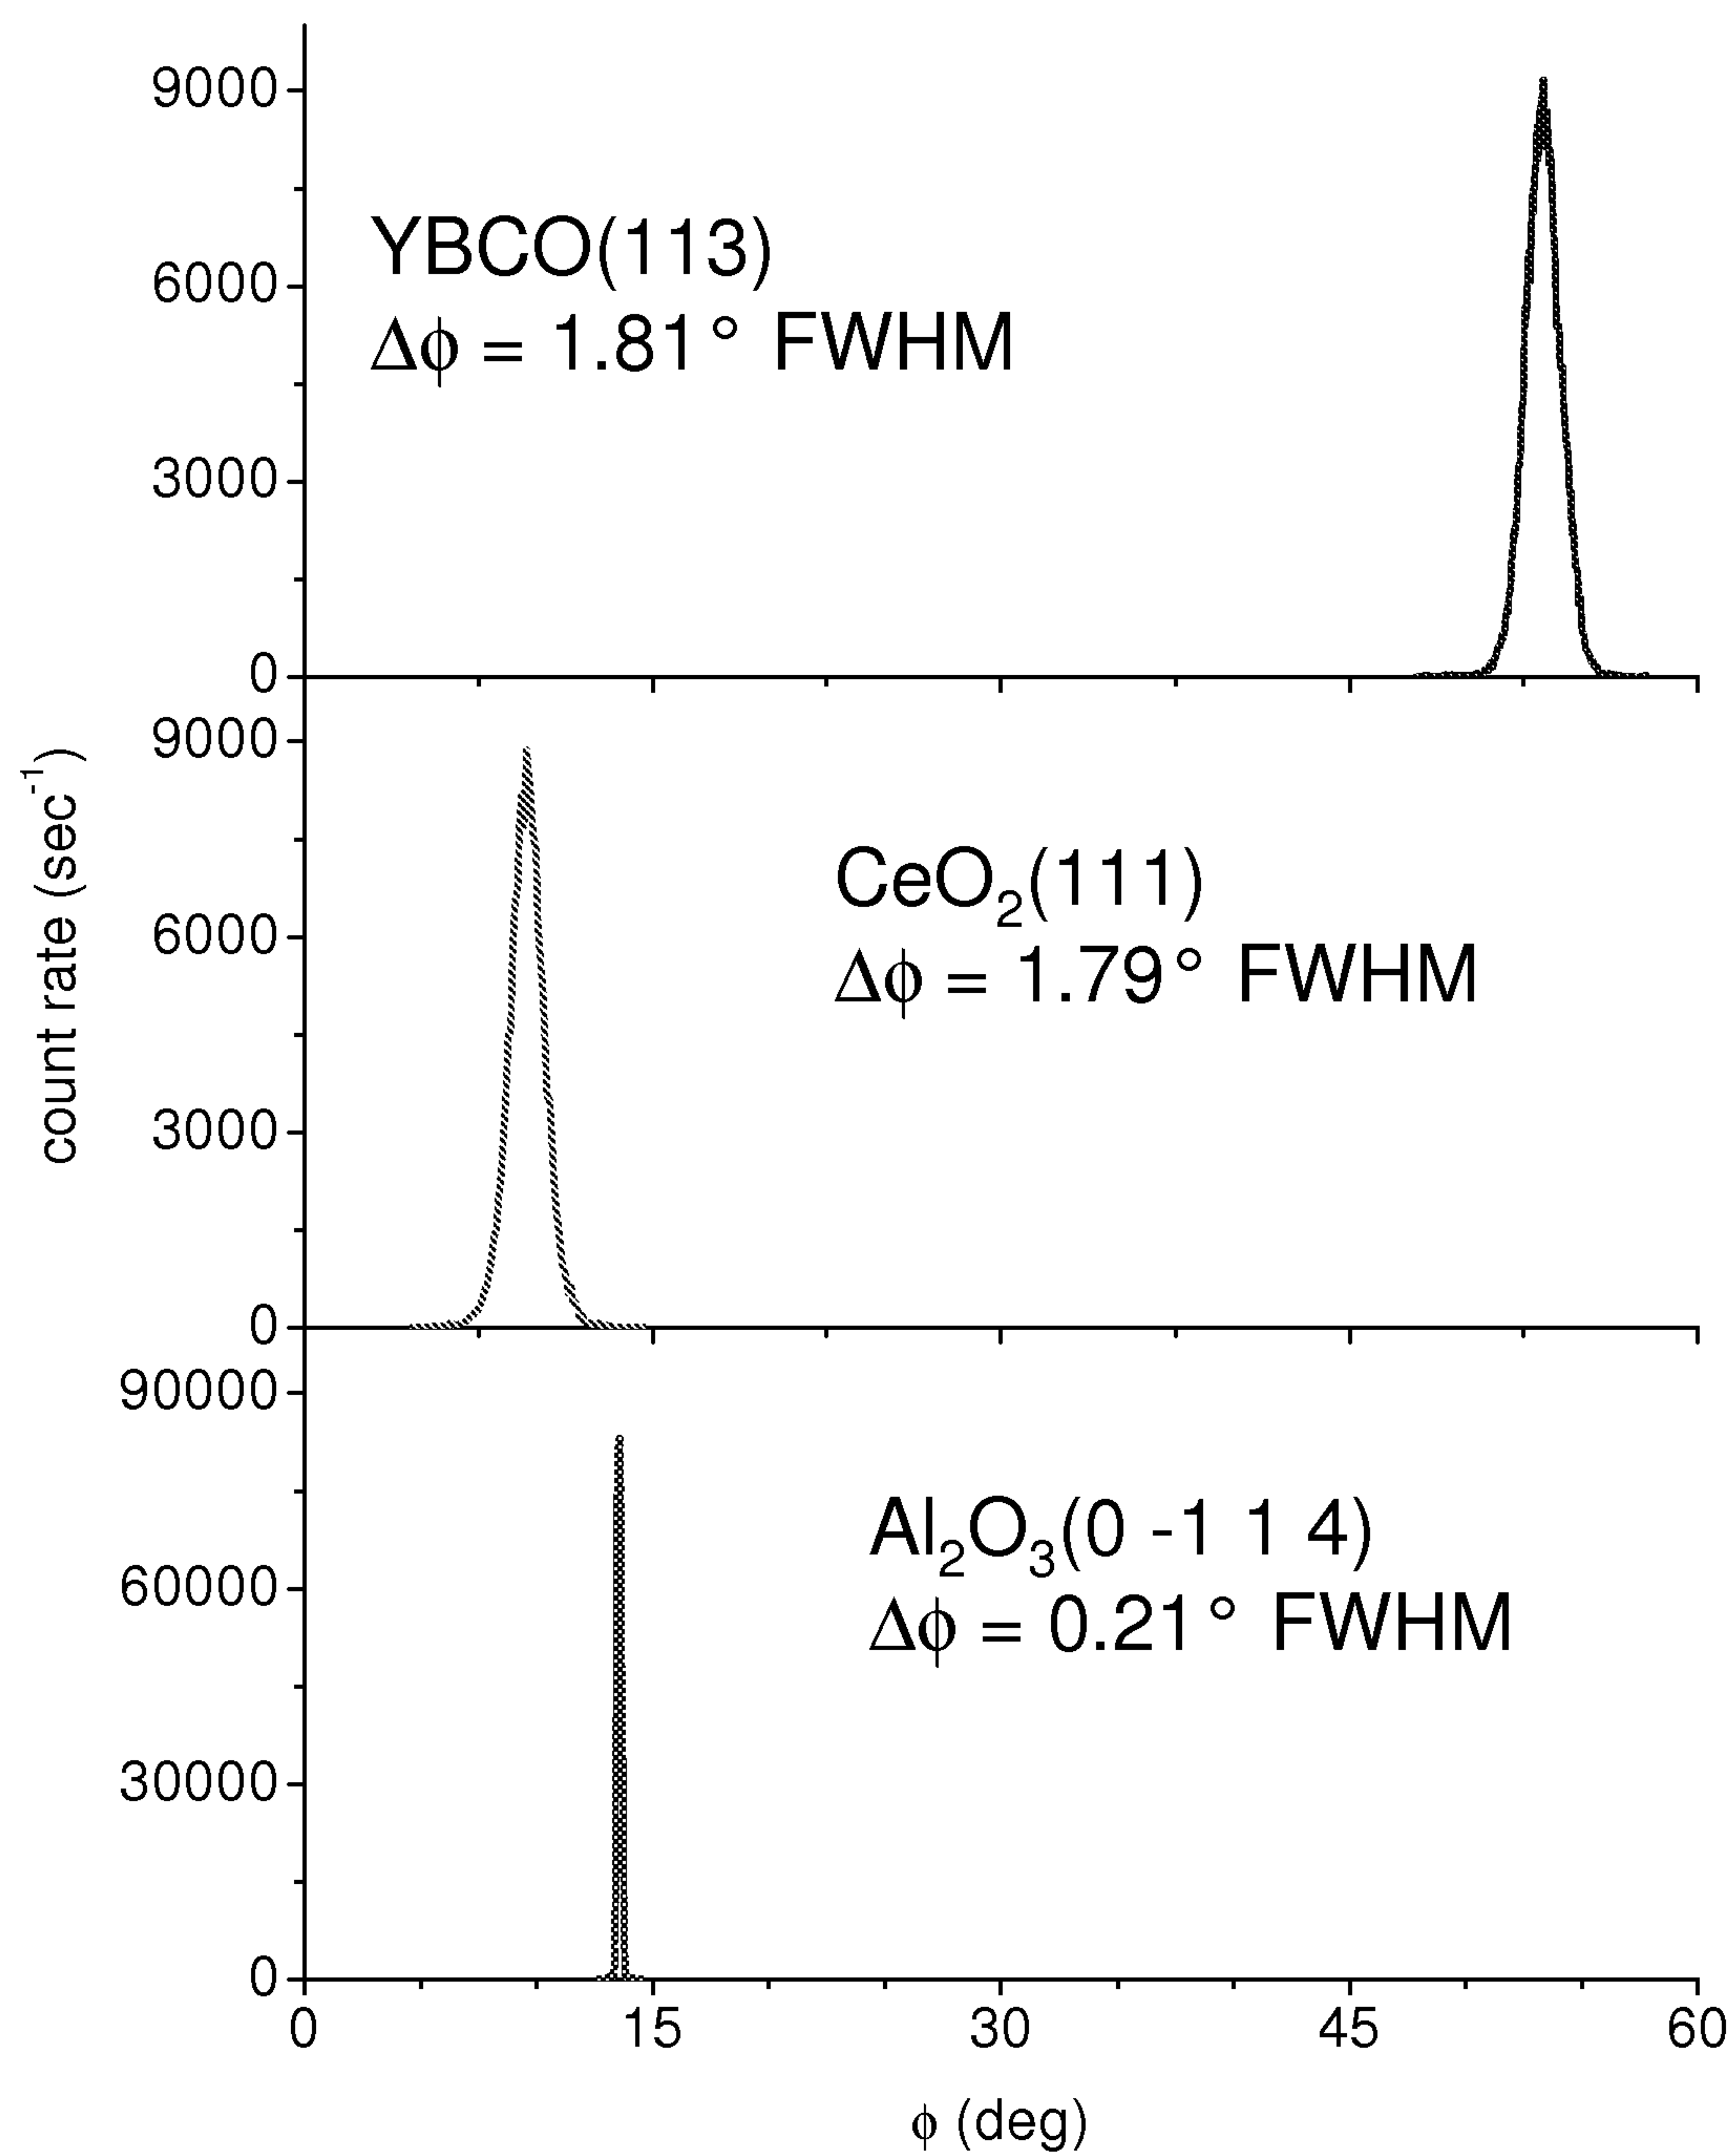 9000
6000
3000
0
YBCO(113)
Δϕ = 1.81° FWHM
9000
6000
3000
0
CeO₂(111)
Δϕ = 1.79° FWHM
count rate (sec⁻¹)
90000
60000
30000
0
Al₂O₃(0 -1 1 4)
Δϕ = 0.21° FWHM
0 15 30 45 60
ϕ (deg)